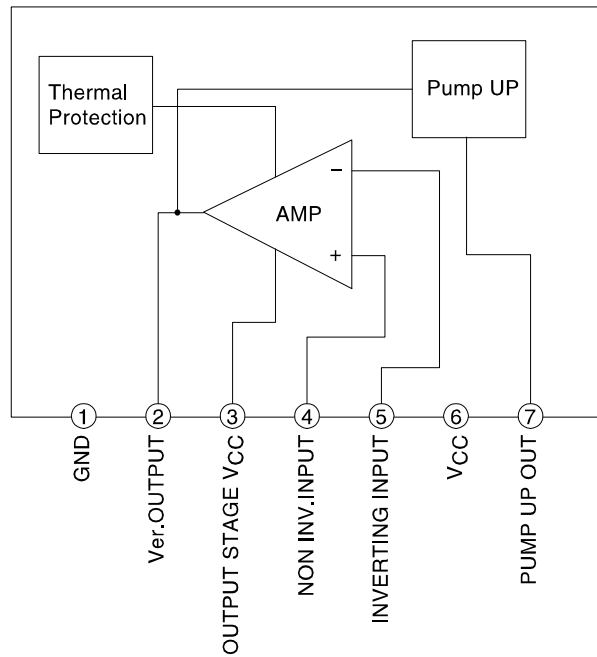 Thermal
Protection
Pump UP
−
AMP
+
1
2
3
4
5
6
7
GND
Ver.OUTPUT
OUTPUT STAGE VCC
NON INV.INPUT
INVERTING INPUT
VCC
PUMP UP OUT